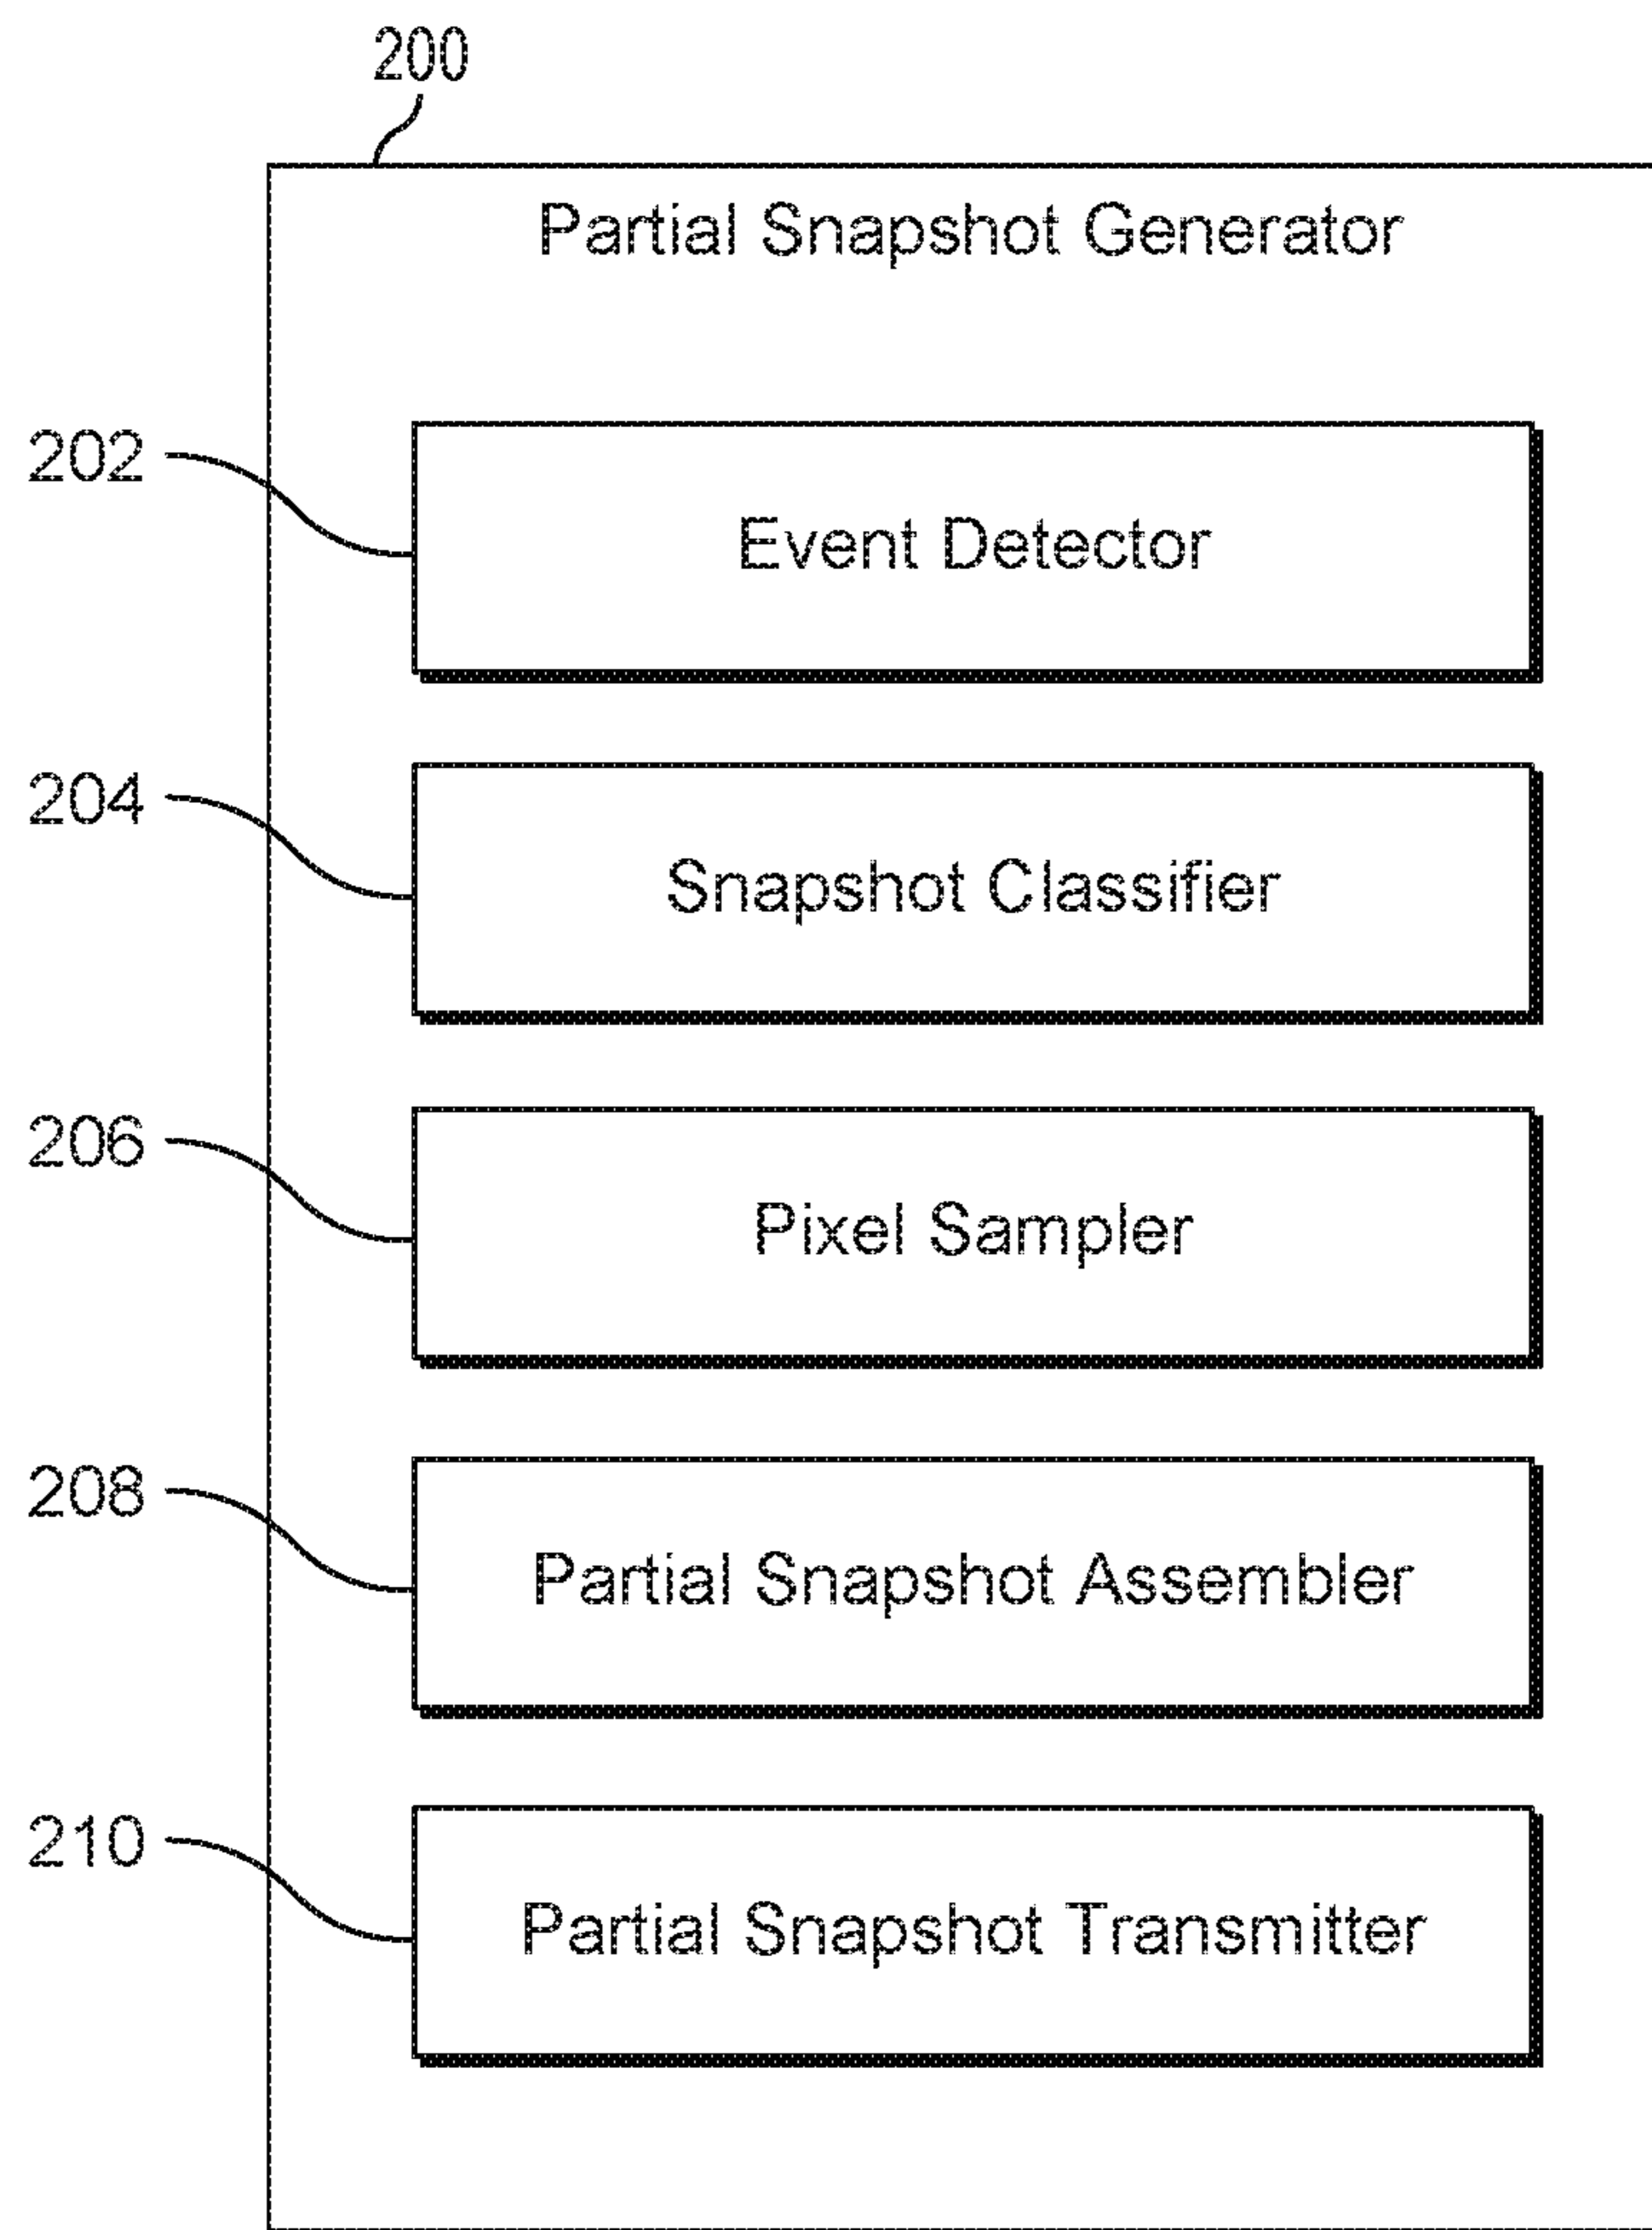 200
Partial Snapshot Generator
202
Event Detector
204
Snapshot Classifier
206
Pixel Sampler
208
Partial Snapshot Assembler
210
Partial Snapshot Transmitter